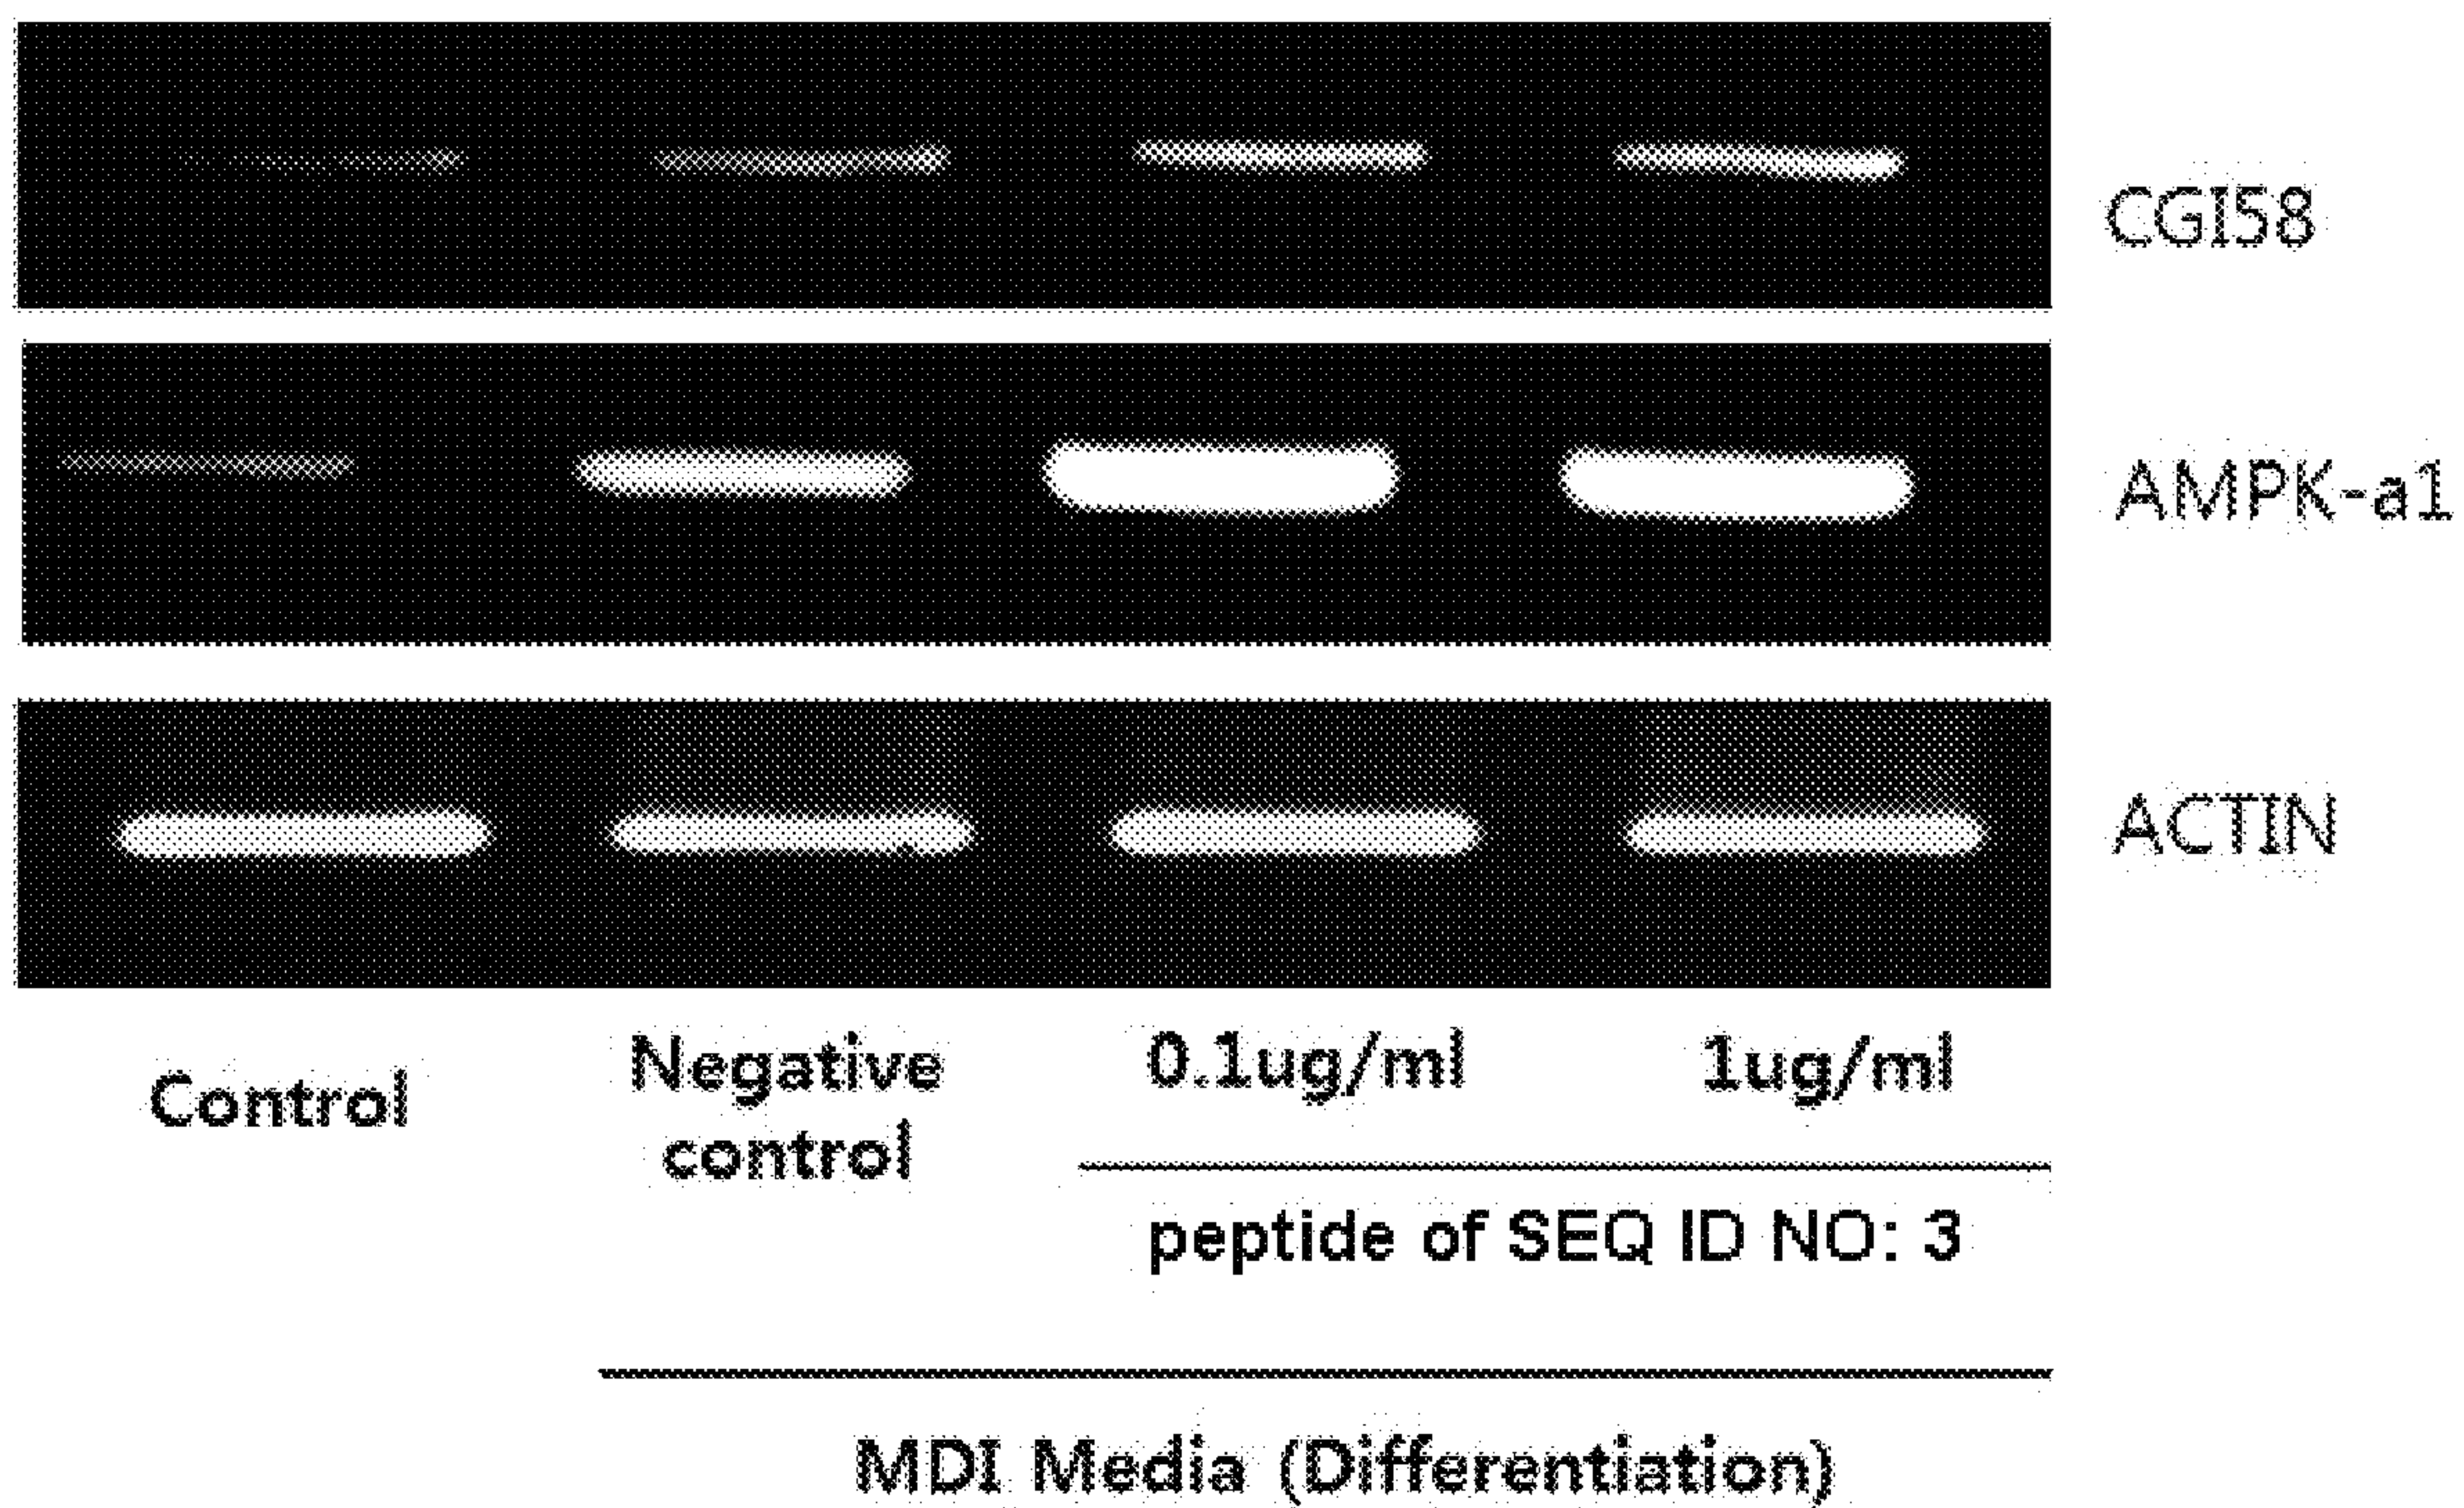 CGI58
AMPK-a1
ACTIN
Control
Negative
control
0.1ug/ml
1ug/ml
peptide of SEQ ID NO: 3
MDI Media (Differentiation)